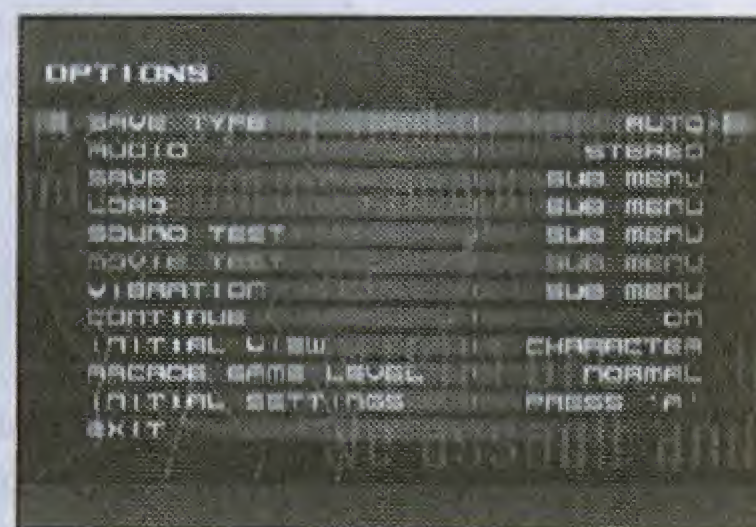 OPTIONS
SAVE TYPE AUTO
AUDIO STEREO
SAVE SUB MENU
LOAD SUB MENU
SOUND TEST SUB MENU
MOVIE TEST SUB MENU
VIBRATION SUB MENU
CONTINUE ON
INITIAL VIEW CHARACTER
ARCADE GAME LEVEL NORMAL
INITIAL SETTINGS PRESS 'A'
EXIT